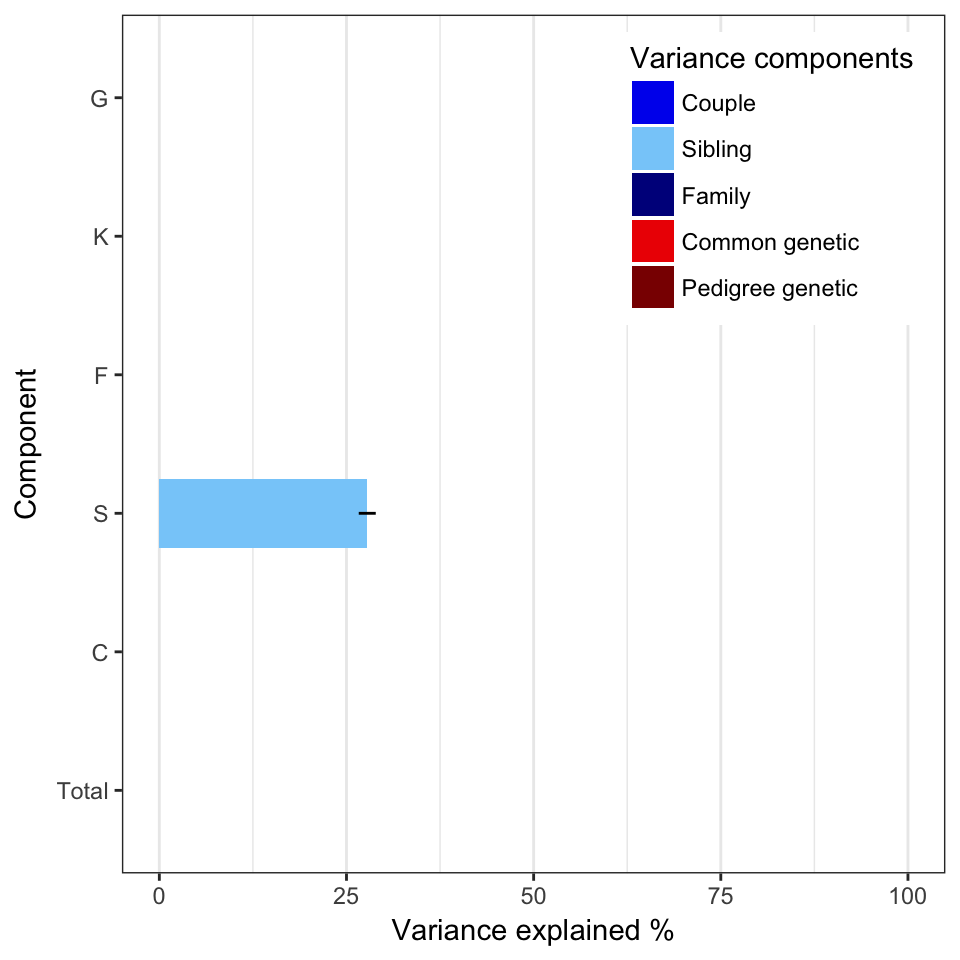 Variance components
Couple
Sibling
Family
Common genetic
Pedigree genetic
Component
G
K
F
S
C
Total
0 25 50 75 100
Variance explained %